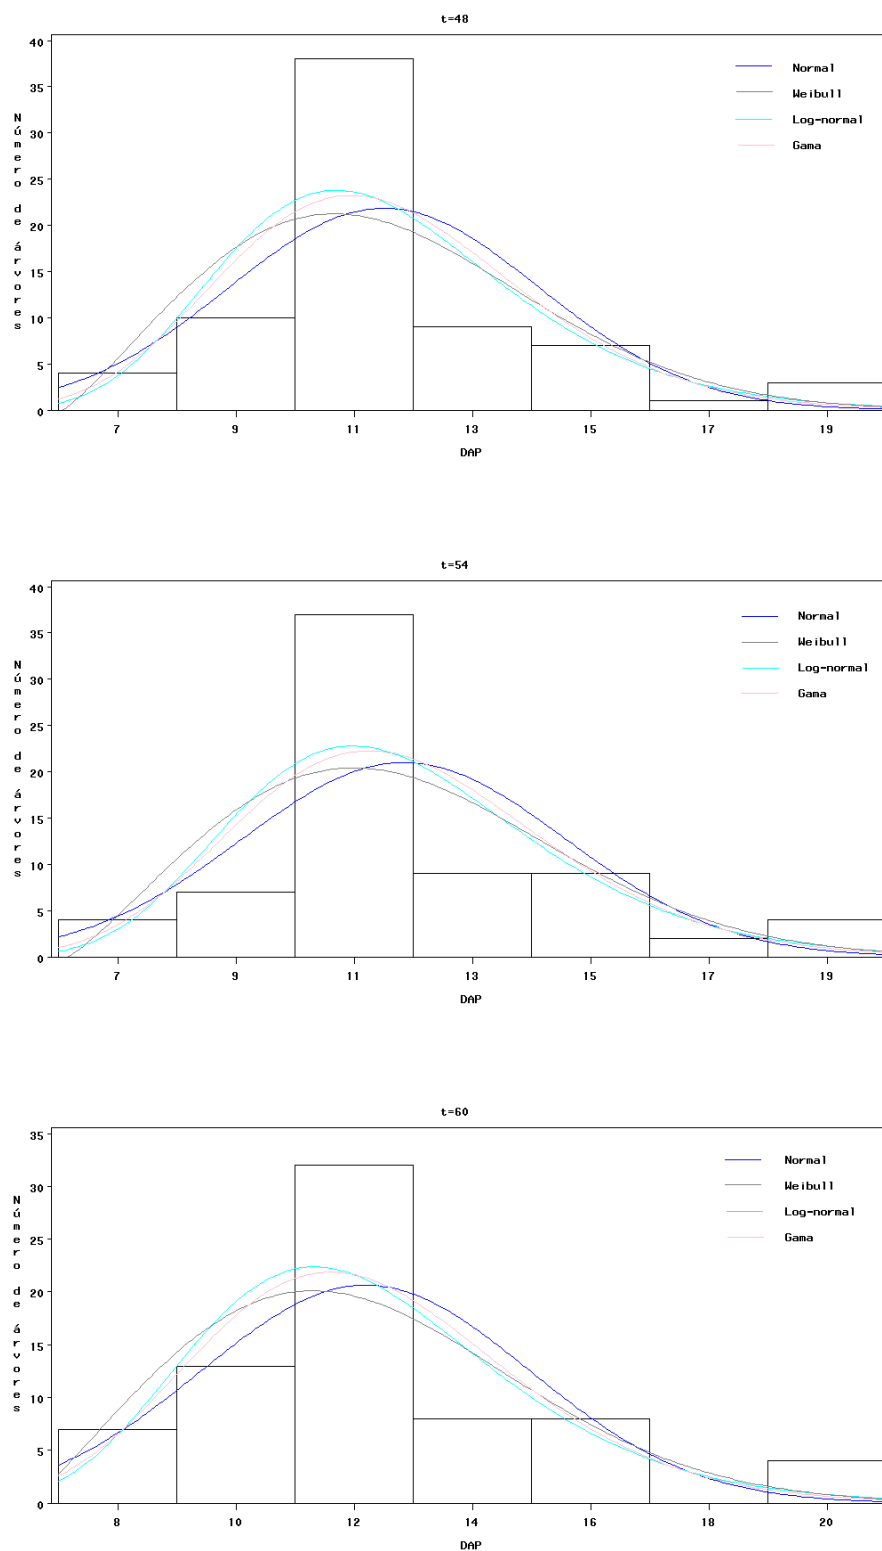 t=48
40
35
30
25
20
15
10
5
0
Número de árvores
Normal
Weibull
Log-normal
Gama
7 9 11 13 15 17 19
DAP
t=54
40
35
30
25
20
15
10
5
0
Número de árvores
Normal
Weibull
Log-normal
Gama
7 9 11 13 15 17 19
DAP
t=60
35
30
25
20
15
10
5
0
Número de árvores
Normal
Weibull
Log-normal
Gama
8 10 12 14 16 18 20
DAP